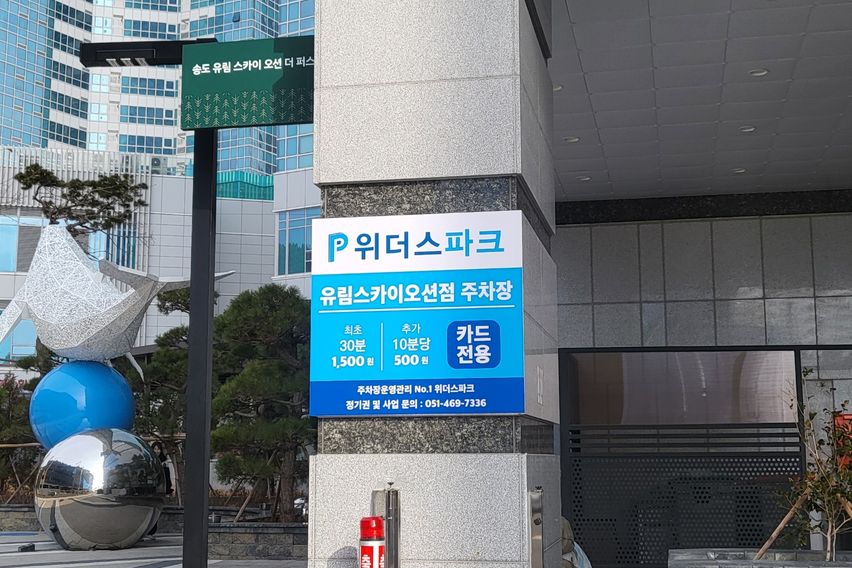 송도 유림 스카이 오션 더 퍼스
P 위더스파크
유림스카이오션점 주차장
최초
30분
1,500원
추가
10분당
500원
카드
전용
주차장운영관리 No.1 위더스파크
정기권 및 사업 문의 : 051-469-7336